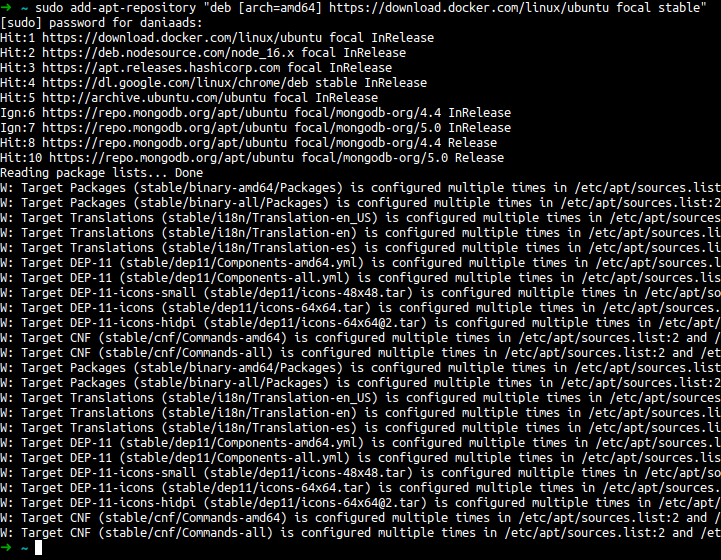 ➜ ~ sudo add-apt-repository "deb [arch=amd64] https://download.docker.com/linux/ubuntu focal stable"
[sudo] password for daniaads:
Hit:1 https://download.docker.com/linux/ubuntu focal InRelease
Hit:2 https://deb.nodesource.com/node_16.x focal InRelease
Hit:3 https://apt.releases.hashicorp.com focal InRelease
Hit:4 https://dl.google.com/linux/chrome/deb stable InRelease
Hit:5 http://archive.ubuntu.com/ubuntu focal InRelease
Ign:6 https://repo.mongodb.org/apt/ubuntu focal/mongodb-org/4.4 InRelease
Ign:7 https://repo.mongodb.org/apt/ubuntu focal/mongodb-org/5.0 InRelease
Hit:8 https://repo.mongodb.org/apt/ubuntu focal/mongodb-org/4.4 Release
Hit:10 https://repo.mongodb.org/apt/ubuntu focal/mongodb-org/5.0 Release
Reading package lists... Done
W: Target Packages (stable/binary-amd64/Packages) is configured multiple times in /etc/apt/sources.list
W: Target Packages (stable/binary-all/Packages) is configured multiple times in /etc/apt/sources.list:2
W: Target Translations (stable/i18n/Translation-en_US) is configured multiple times in /etc/apt/sources
W: Target Translations (stable/i18n/Translation-en) is configured multiple times in /etc/apt/sources.li
W: Target Translations (stable/i18n/Translation-es) is configured multiple times in /etc/apt/sources.li
W: Target DEP-11 (stable/dep11/Components-amd64.yml) is configured multiple times in /etc/apt/sources.l
W: Target DEP-11 (stable/dep11/Components-all.yml) is configured multiple times in /etc/apt/sources.lis
W: Target DEP-11-icons-small (stable/dep11/icons-48x48.tar) is configured multiple times in /etc/apt/so
W: Target DEP-11-icons (stable/dep11/icons-64x64.tar) is configured multiple times in /etc/apt/sources.
W: Target DEP-11-icons-hidpi (stable/dep11/icons-64x64@2.tar) is configured multiple times in /etc/apt/
W: Target CNF (stable/cnf/Commands-amd64) is configured multiple times in /etc/apt/sources.list:2 and /
W: Target CNF (stable/cnf/Commands-all) is configured multiple times in /etc/apt/sources.list:2 and /et
W: Target Packages (stable/binary-amd64/Packages) is configured multiple times in /etc/apt/sources.list
W: Target Packages (stable/binary-all/Packages) is configured multiple times in /etc/apt/sources.list:2
W: Target Translations (stable/i18n/Translation-en_US) is configured multiple times in /etc/apt/sources
W: Target Translations (stable/i18n/Translation-en) is configured multiple times in /etc/apt/sources.li
W: Target Translations (stable/i18n/Translation-es) is configured multiple times in /etc/apt/sources.li
W: Target DEP-11 (stable/dep11/Components-amd64.yml) is configured multiple times in /etc/apt/sources.l
W: Target DEP-11 (stable/dep11/Components-all.yml) is configured multiple times in /etc/apt/sources.lis
W: Target DEP-11-icons-small (stable/dep11/icons-48x48.tar) is configured multiple times in /etc/apt/so
W: Target DEP-11-icons (stable/dep11/icons-64x64.tar) is configured multiple times in /etc/apt/sources.
W: Target DEP-11-icons-hidpi (stable/dep11/icons-64x64@2.tar) is configured multiple times in /etc/apt/
W: Target CNF (stable/cnf/Commands-amd64) is configured multiple times in /etc/apt/sources.list:2 and /
W: Target CNF (stable/cnf/Commands-all) is configured multiple times in /etc/apt/sources.list:2 and /et
➜ ~